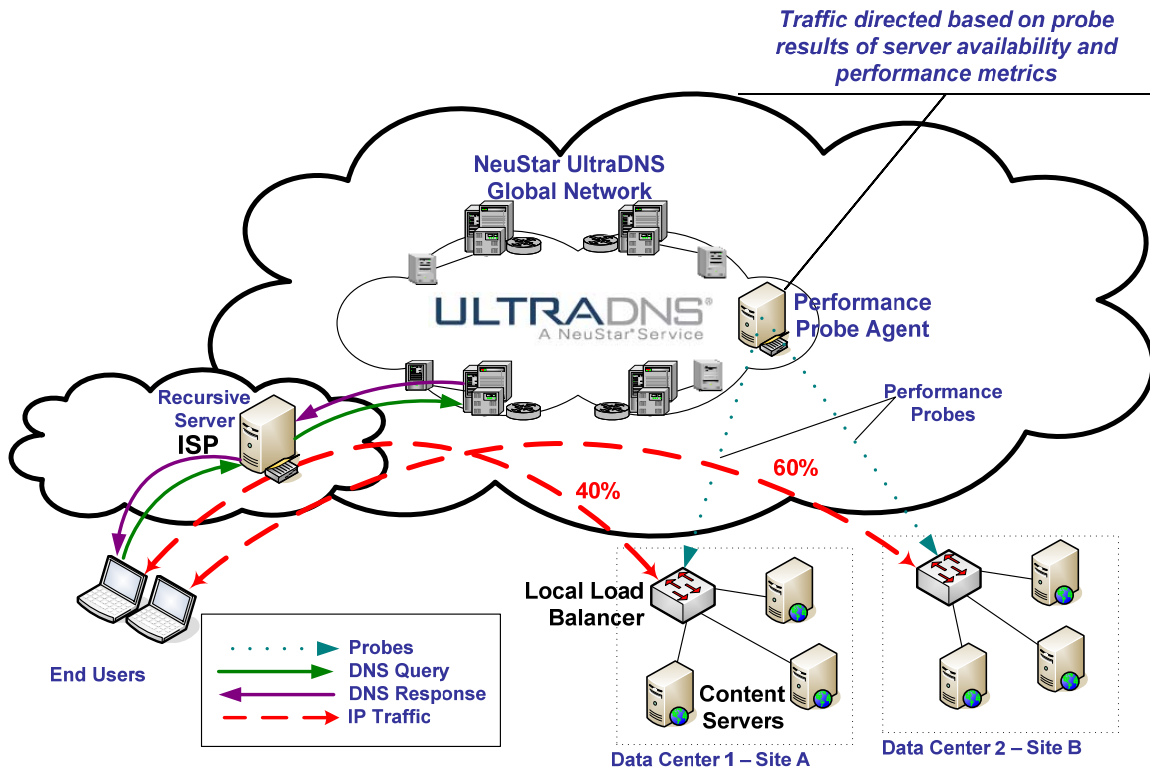 Traffic directed based on probe
results of server availability and
performance metrics
NeuStar UltraDNS
Global Network
ULTRADNS®
A NeuStar® Service
Performance
Probe Agent
Performance
Probes
Recursive
Server
ISP
40%
60%
Local Load
Balancer
Content
Servers
End Users
Probes
DNS Query
DNS Response
IP Traffic
Data Center 1 – Site A
Data Center 2 – Site B